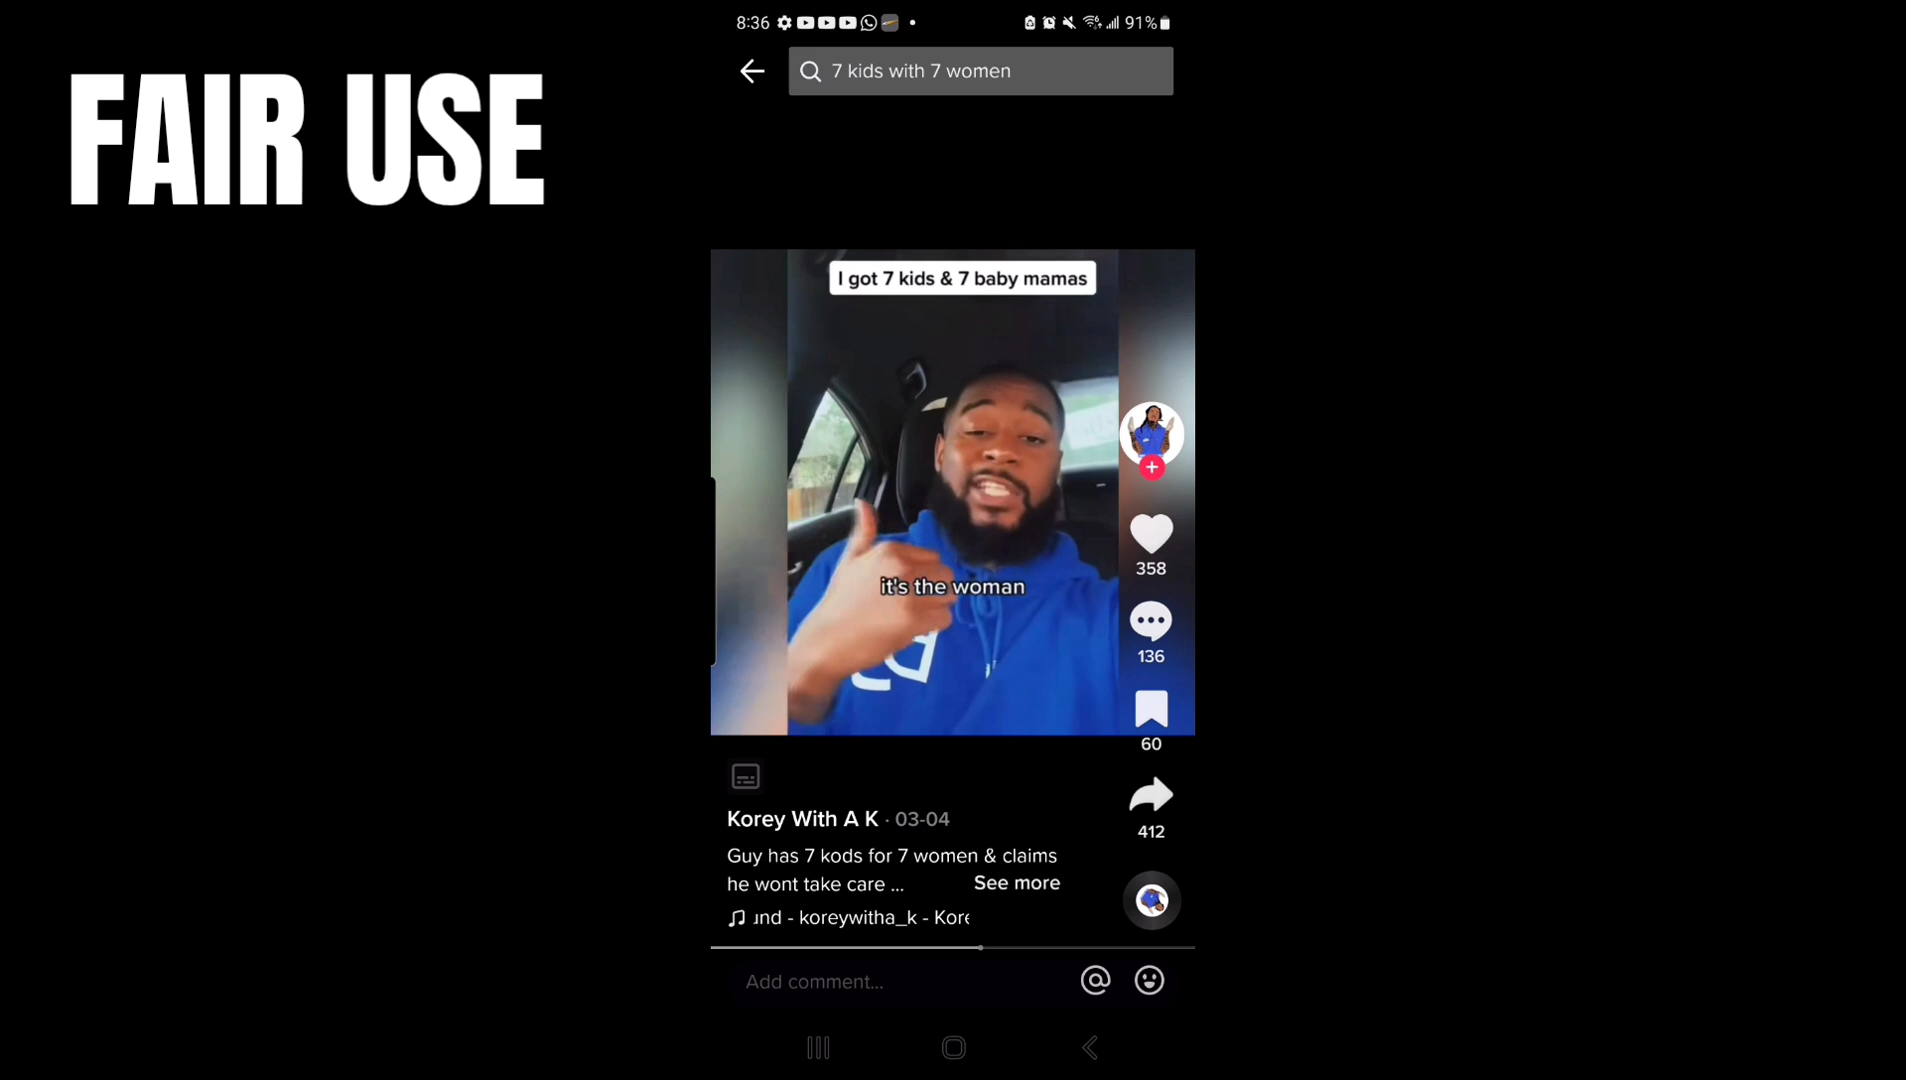 FAIR USE
8:36
91%
7 kids with 7 women
I got 7 kids & 7 baby mamas
it's the woman
358
136
60
412
Korey With A K · 03-04
Guy has 7 kods for 7 women & claims
he wont take care ... See more
und - koreywitha_k - Kore
Add comment...